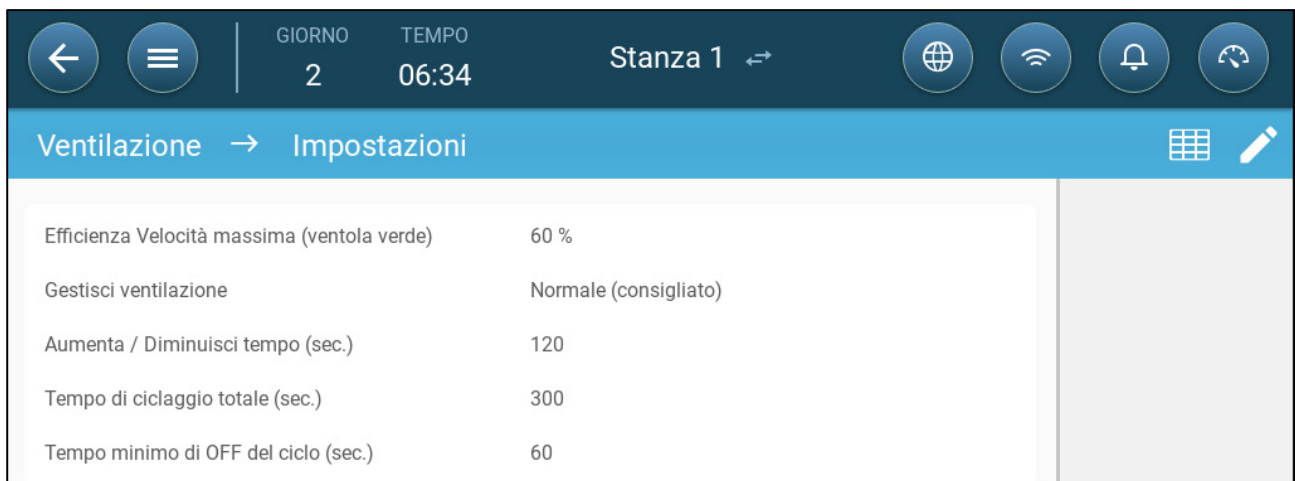 GIORNO TEMPO
2 06:34 Stanza 1
Ventilazione → Impostazioni
Efficienza Velocità massima (ventola verde) 60 %
Gestisci ventilazione Normale (consigliato)
Aumenta / Diminuisci tempo (sec.) 120
Tempo di ciclaggio totale (sec.) 300
Tempo minimo di OFF del ciclo (sec.) 60